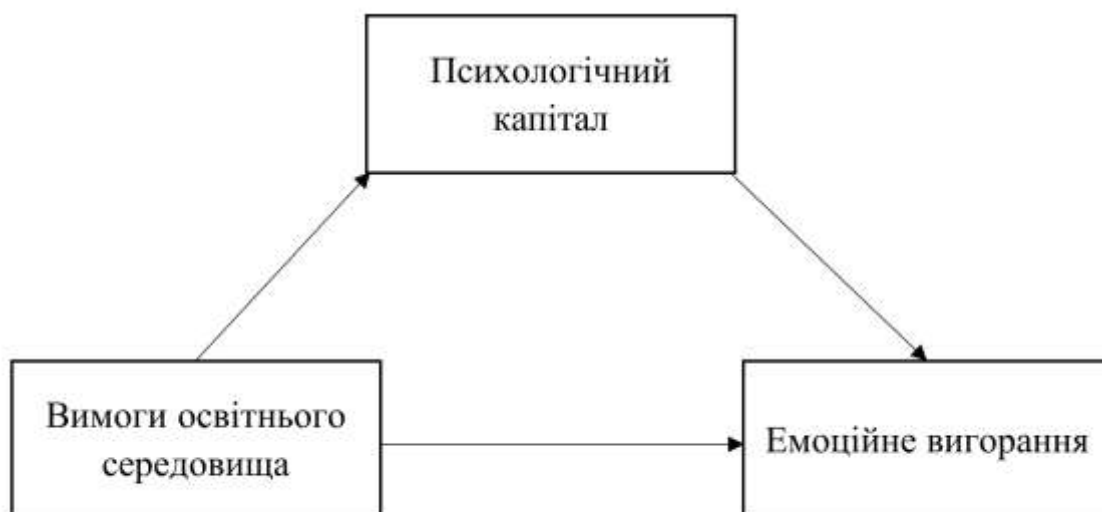 Психологічний
капітал
Вимоги освітнього
середовища
Емоційне вигорання